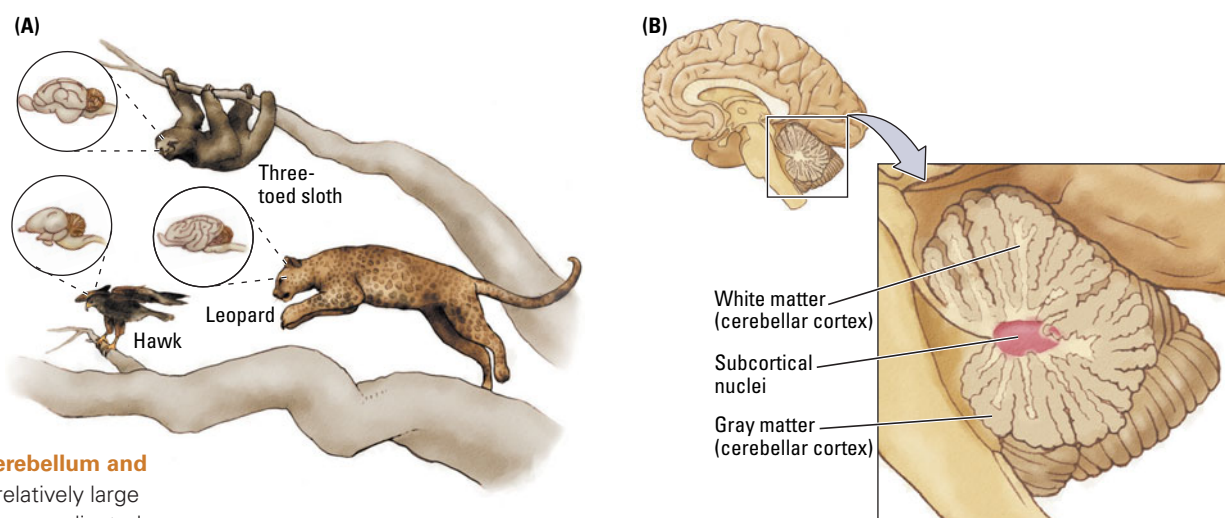 (A)
Three-
toed sloth
Leopard
Hawk
erebellum and
relatively large
(B)
White matter
(cerebellar cortex)
Subcortical
nuclei
Gray matter
(cerebellar cortex)